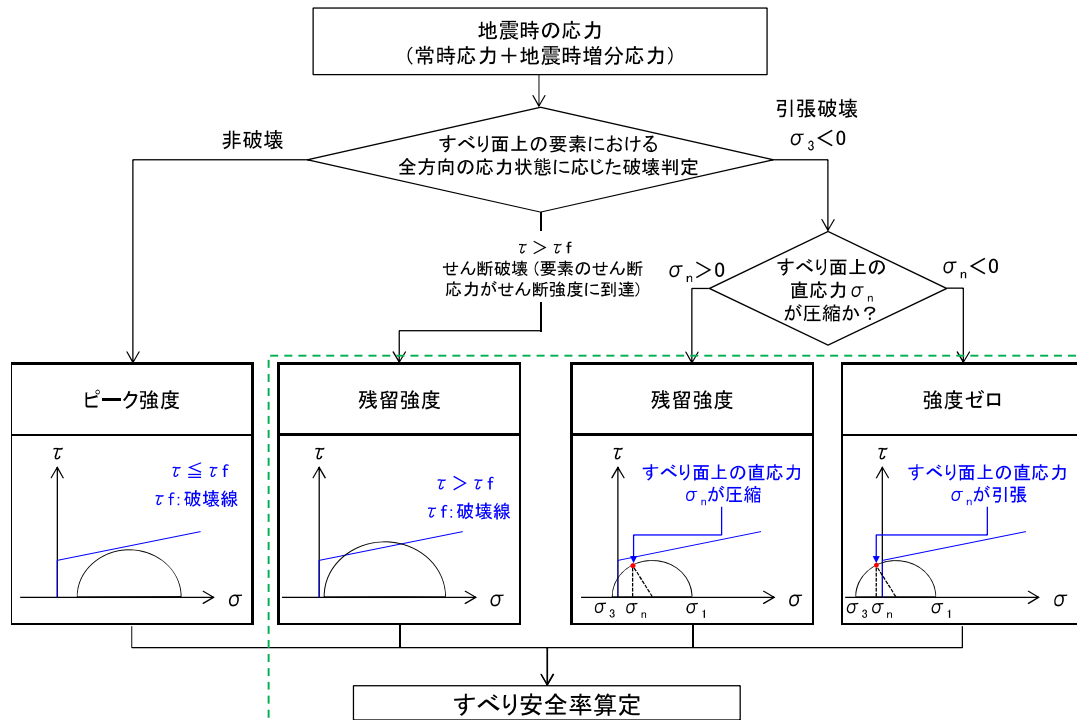 地震時の応力
（常時応力＋地震時増分応力）
すべり面上の要素における
全方向の応力状態に応じた破壊判定
非破壊
引張破壊
σ3<0
τ＞τf
せん断破壊（要素のせん断
応力がせん断強度に到達）
すべり面上の
直応力σn
が圧縮か？
σn>0
σn<0
ピーク強度
τ
τ≦τf
τf:破壊線
σ
残留強度
τ
τ＞τf
τf:破壊線
σ
残留強度
τ
すべり面上の直応力
σnが圧縮
σ3 σn σ1
σ
強度ゼロ
τ
すべり面上の直応力
σnが引張
σ3 σn σ1
σ
すべり安全率算定